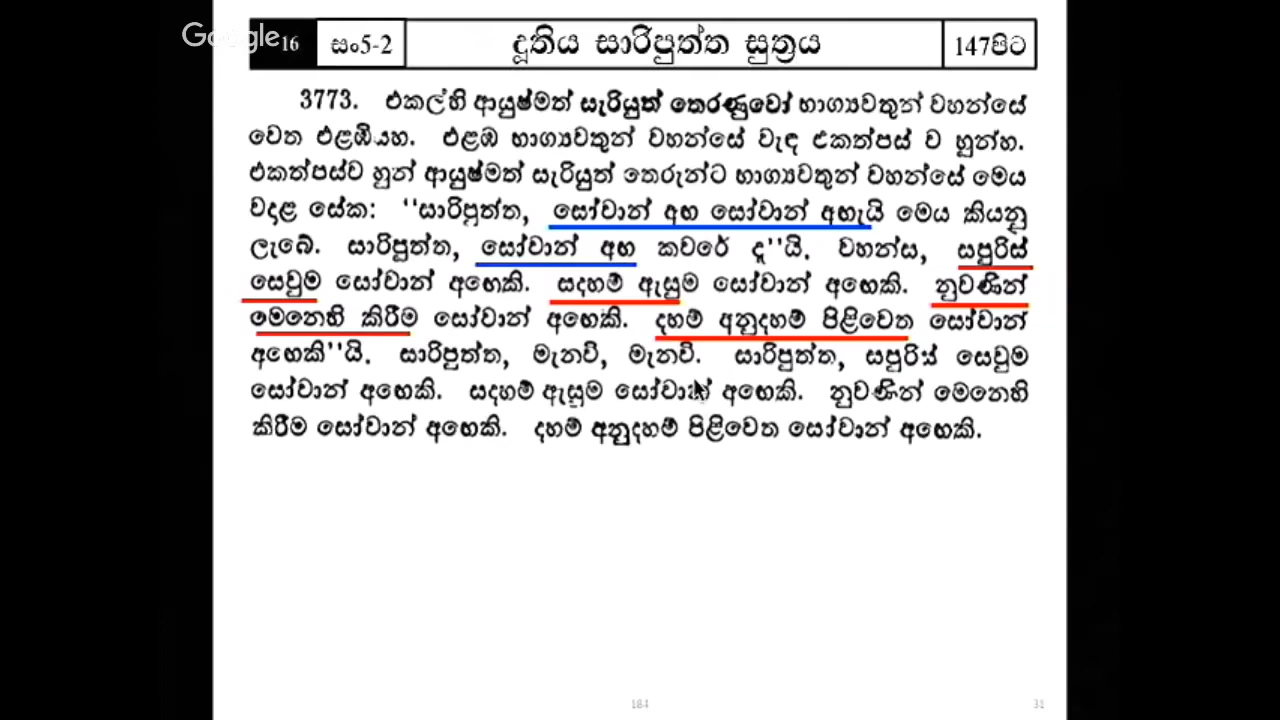 Google
16 සං5-2 දූතිය සාරිපුත්ත සුත්‍රය 147පිට
3773. එකල්හි ආයුෂ්මත් සැරියුත් තෙරණුවෝ භාග්‍යවතුන් වහන්සේ
වෙත එළඹියහ. එළඹ භාග්‍යවතුන් වහන්සේ වැඳ එකත්පස් ව හුන්හ.
එකත්පස්ව හුන් ආයුෂ්මත් සැරියුත් තෙරුන්ට භාග්‍යවතුන් වහන්සේ මෙය
වදාළ සේක: ‘‘සාරිපුත්ත, සෝවාන් අඟ සෝවාන් අඟැයි මෙය කියනු
ලැබේ. සාරිපුත්ත, සෝවාන් අඟ කවරේ දූ’’යි. වහන්ස, සපුරිස්
සෙවුම සෝවාන් අඟෙකි. සදහම් ඇසුම සෝවාන් අඟෙකි. නුවණින්
මෙනෙහි කිරීම සෝවාන් අඟෙකි. දහම් අනුදහම් පිළිවෙත සෝවාන්
අඟෙකි’’යි. සාරිපුත්ත, මැනවි, මැනවි. සාරිපුත්ත, සපුරිස් සෙවුම
සෝවාන් අඟෙකි. සදහම් ඇසුම සෝවාන් අඟෙකි. නුවණින් මෙනෙහි
කිරීම සෝවාන් අඟෙකි. දහම් අනුදහම් පිළිවෙත සෝවාන් අඟෙකි.
184 31